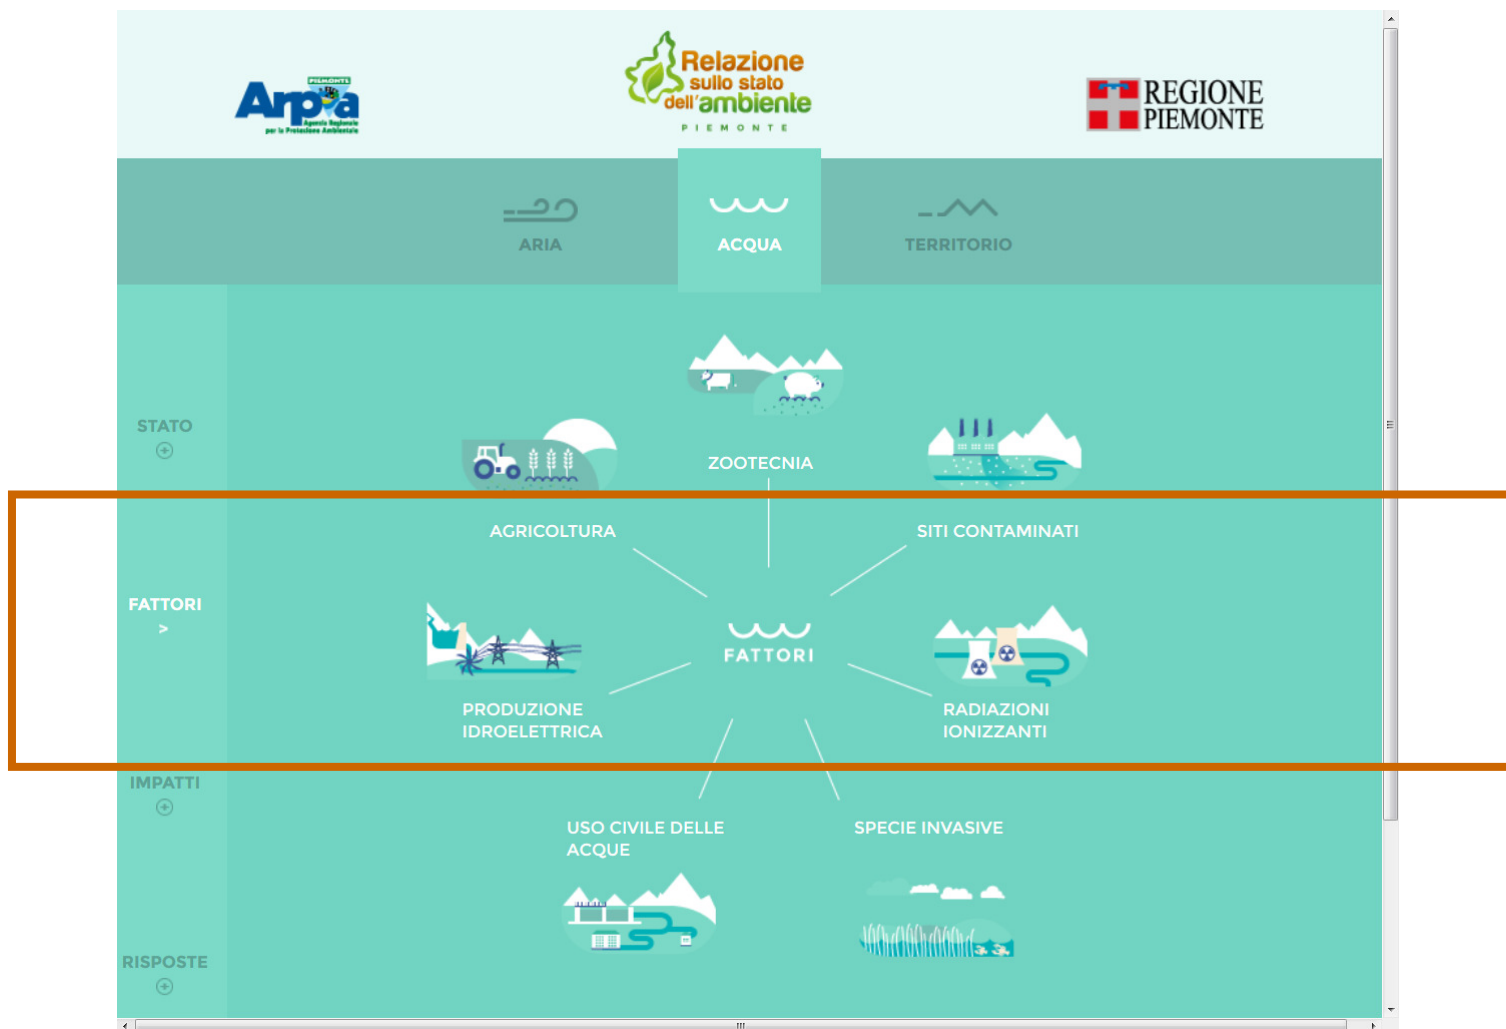 PIEMONTE
Arpa
Agenzia Regionale
per la Protezione Ambientale
Relazione
sullo stato
dell'ambiente
PIEMONTE
REGIONE
PIEMONTE
ARIA
ACQUA
TERRITORIO
STATO
FATTORI
>
IMPATTI
RISPOSTE
ZOOTECNIA
AGRICOLTURA
SITI CONTAMINATI
FATTORI
PRODUZIONE
IDROELETTRICA
RADIAZIONI
IONIZZANTI
USO CIVILE DELLE
ACQUE
SPECIE INVASIVE